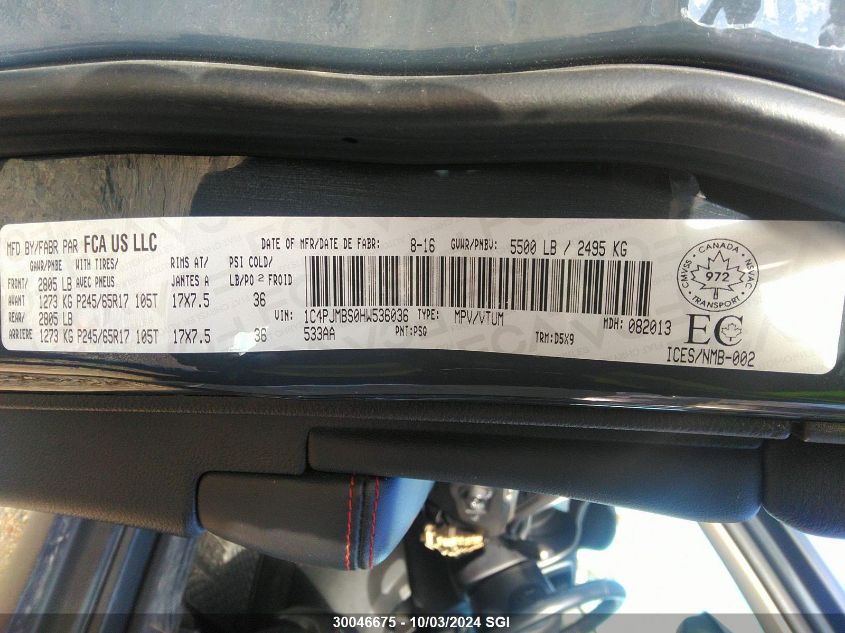 MFD BY/FABR PAR FCA US LLC
DATE OF MFR/DATE DE FABR: 8-16 GVWR/PNBV: 5500 LB / 2495 KG
GWWR/PNBE WITH TIRES/ RIMS AT/ PSI COLD/
FRONT/ 2805 LB AVEC PNEUS JANTES A LB/PO 2 FROID
AVANT 1273 KG P245/65R17 105T 17X7.5 36
REAR/ 2805 LB
ARRIERE 1273 KG P245/65R17 105T 17X7.5 36
VIN: 1C4PJMBS0HW536036 TYPE: MPV/VTUM MDH: 082013
533AA PNT:PSQ TRM:D5X9
CANADA
CMVSS 972 NSVAC
TRANSPORT
EC
ICES/NMB-002
30046675 - 10/03/2024 SGI